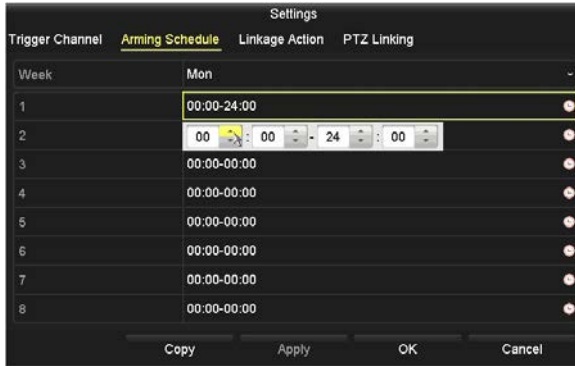 Settings
Trigger Channel Arming Schedule Linkage Action PTZ Linking
Week Mon
1 00:00-24:00
2 00 : 00 - 24 : 00
3 00:00-00:00
4 00:00-00:00
5 00:00-00:00
6 00:00-00:00
7 00:00-00:00
8 00:00-00:00
Copy Apply OK Cancel